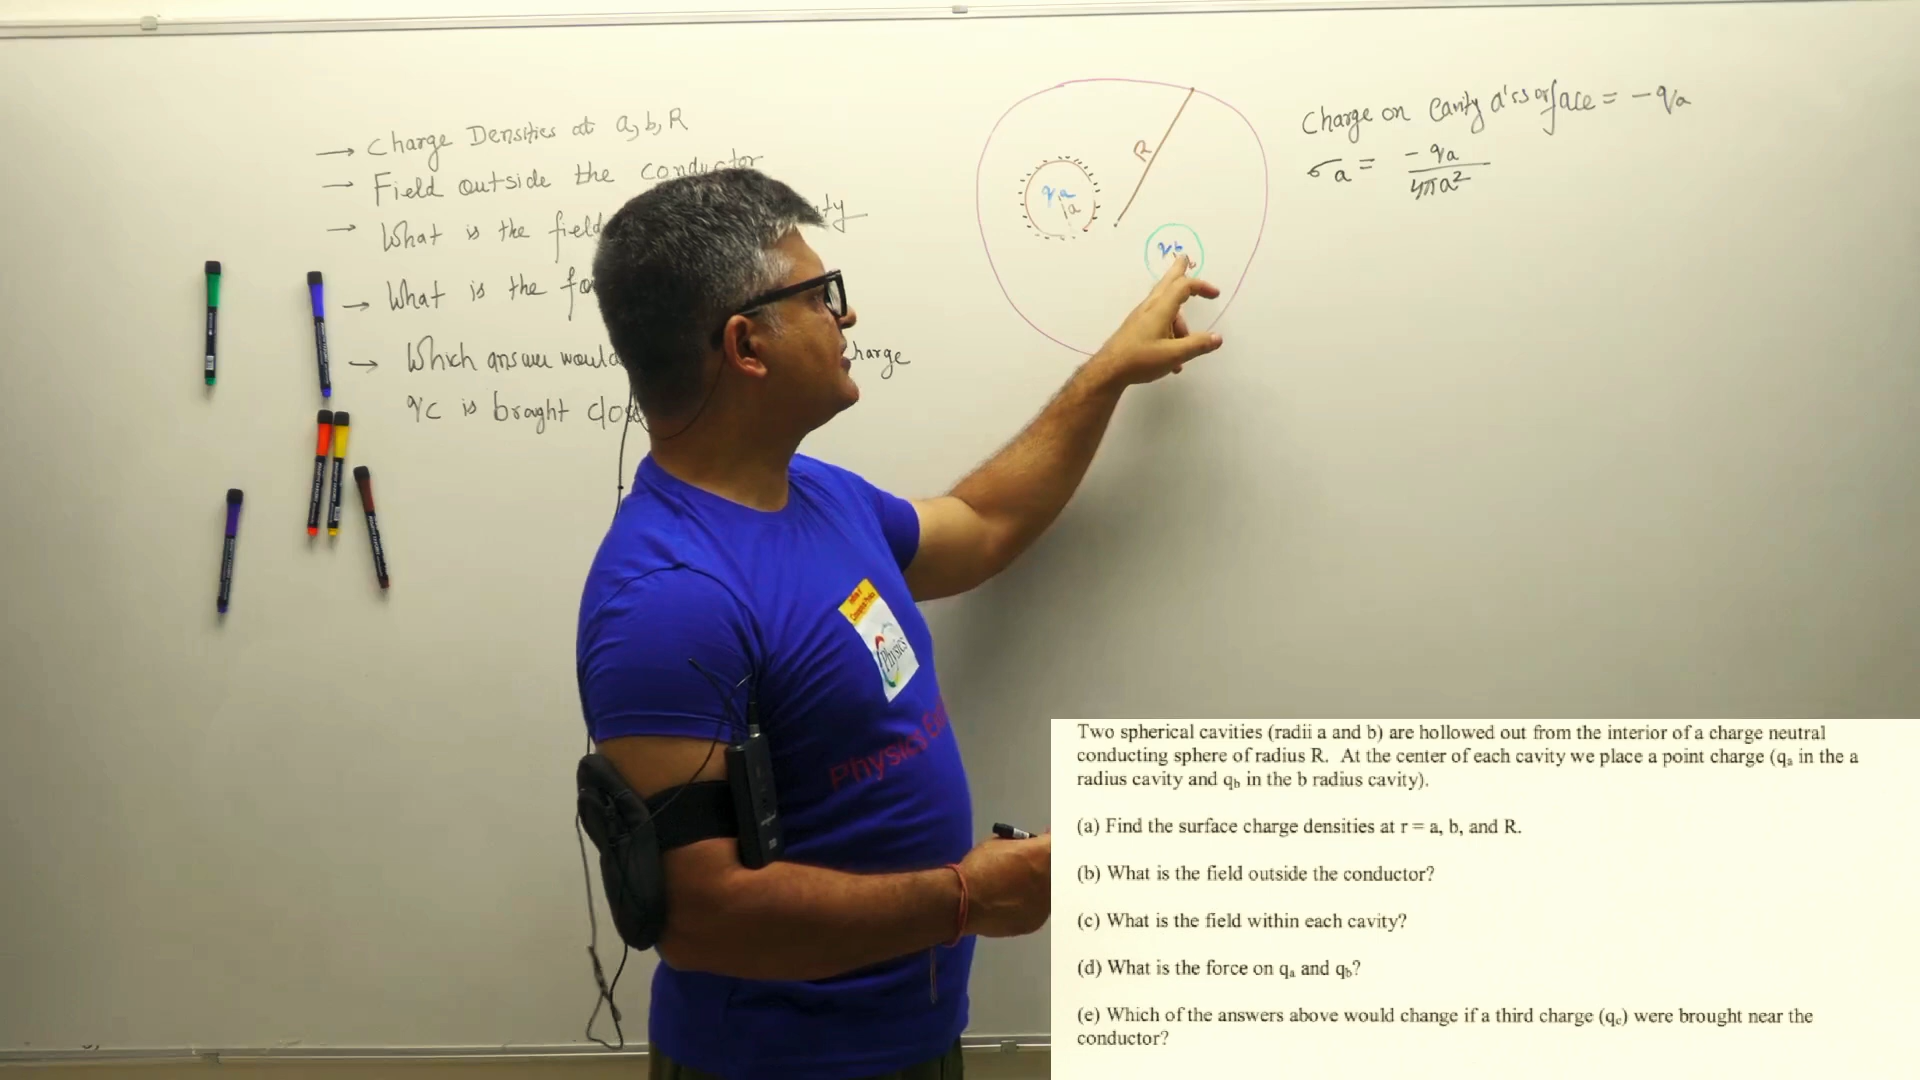 → Charge Densities at a, b, R
→ Field outside the conductor
→ What is the field ty
→ What is the fo
→ Which answer would charge
qc is braght clos
R
qa
a
qb
Charge on Cavity a's surface = - qa
σa = - qa / 4πa²
Physics
Physics
Two spherical cavities (radii a and b) are hollowed out from the interior of a charge neutral
conducting sphere of radius R. At the center of each cavity we place a point charge (qa in the a
radius cavity and qb in the b radius cavity).
(a) Find the surface charge densities at r = a, b, and R.
(b) What is the field outside the conductor?
(c) What is the field within each cavity?
(d) What is the force on qa and qb?
(e) Which of the answers above would change if a third charge (qc) were brought near the
conductor?